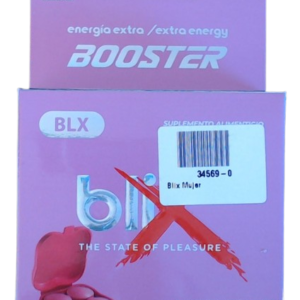 energía extra / extra energy
BOOSTER
BLX
SUPLEMENTO ALIMENTICIO
34569-0
Blix Mujer
blix
THE STATE OF PLEASURE